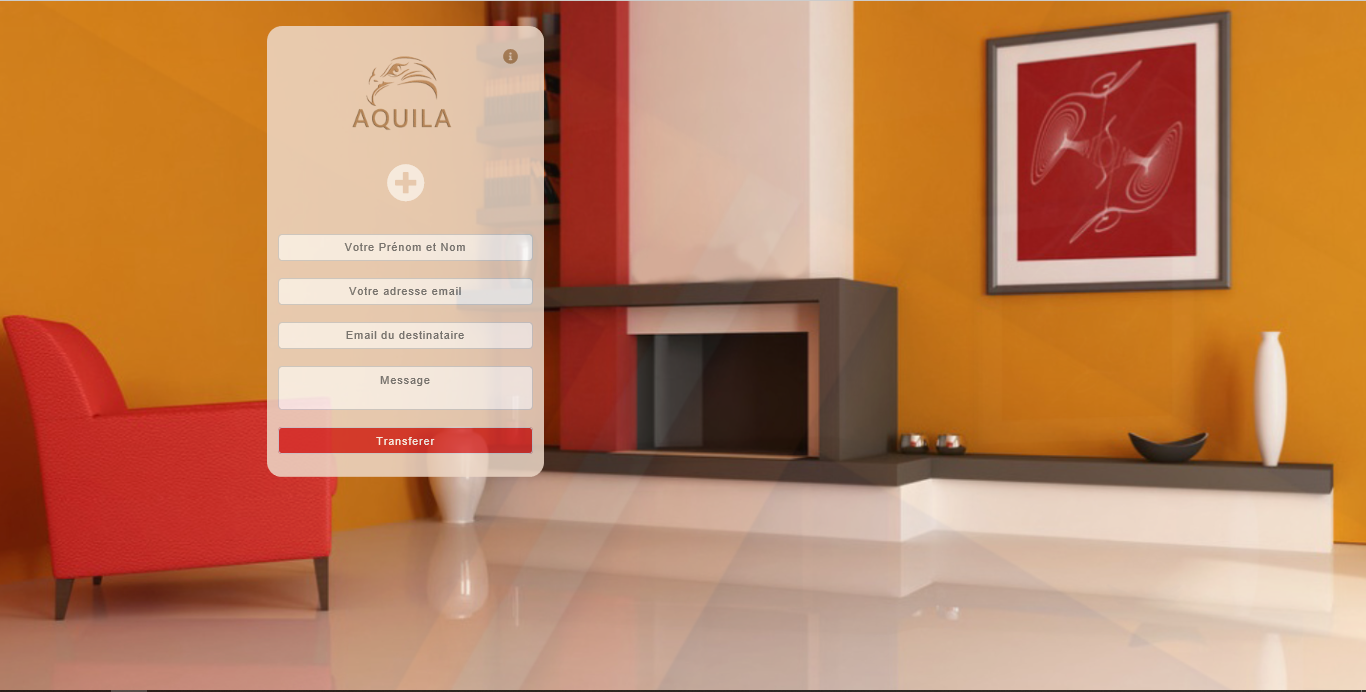 AQUILA
Votre Prénom et Nom
Votre adresse email
Email du destinataire
Message
Transferer